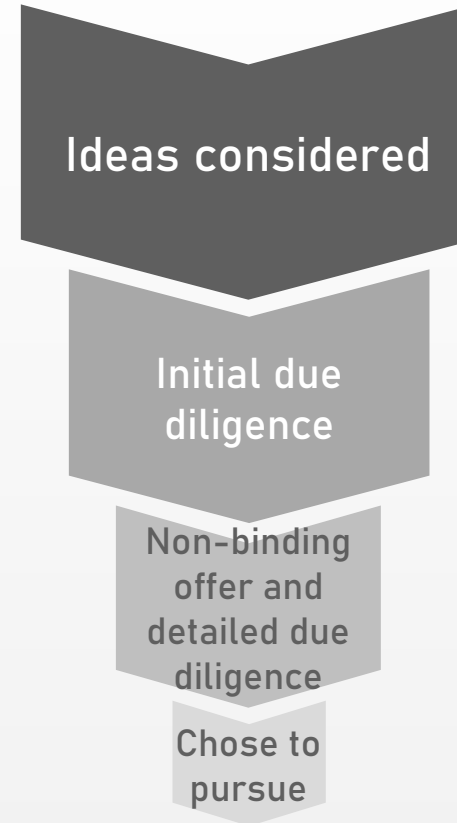 Ideas considered
Initial due
diligence
Non-binding
offer and
detailed due
diligence
Chose to
pursue